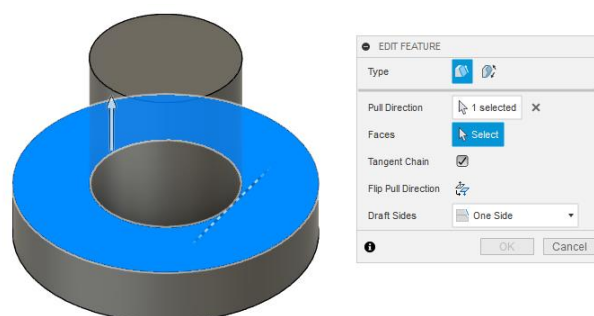 EDIT FEATURE
Type
Pull Direction 1 selected
Faces Select
Tangent Chain
Flip Pull Direction
Draft Sides One Side
OK Cancel